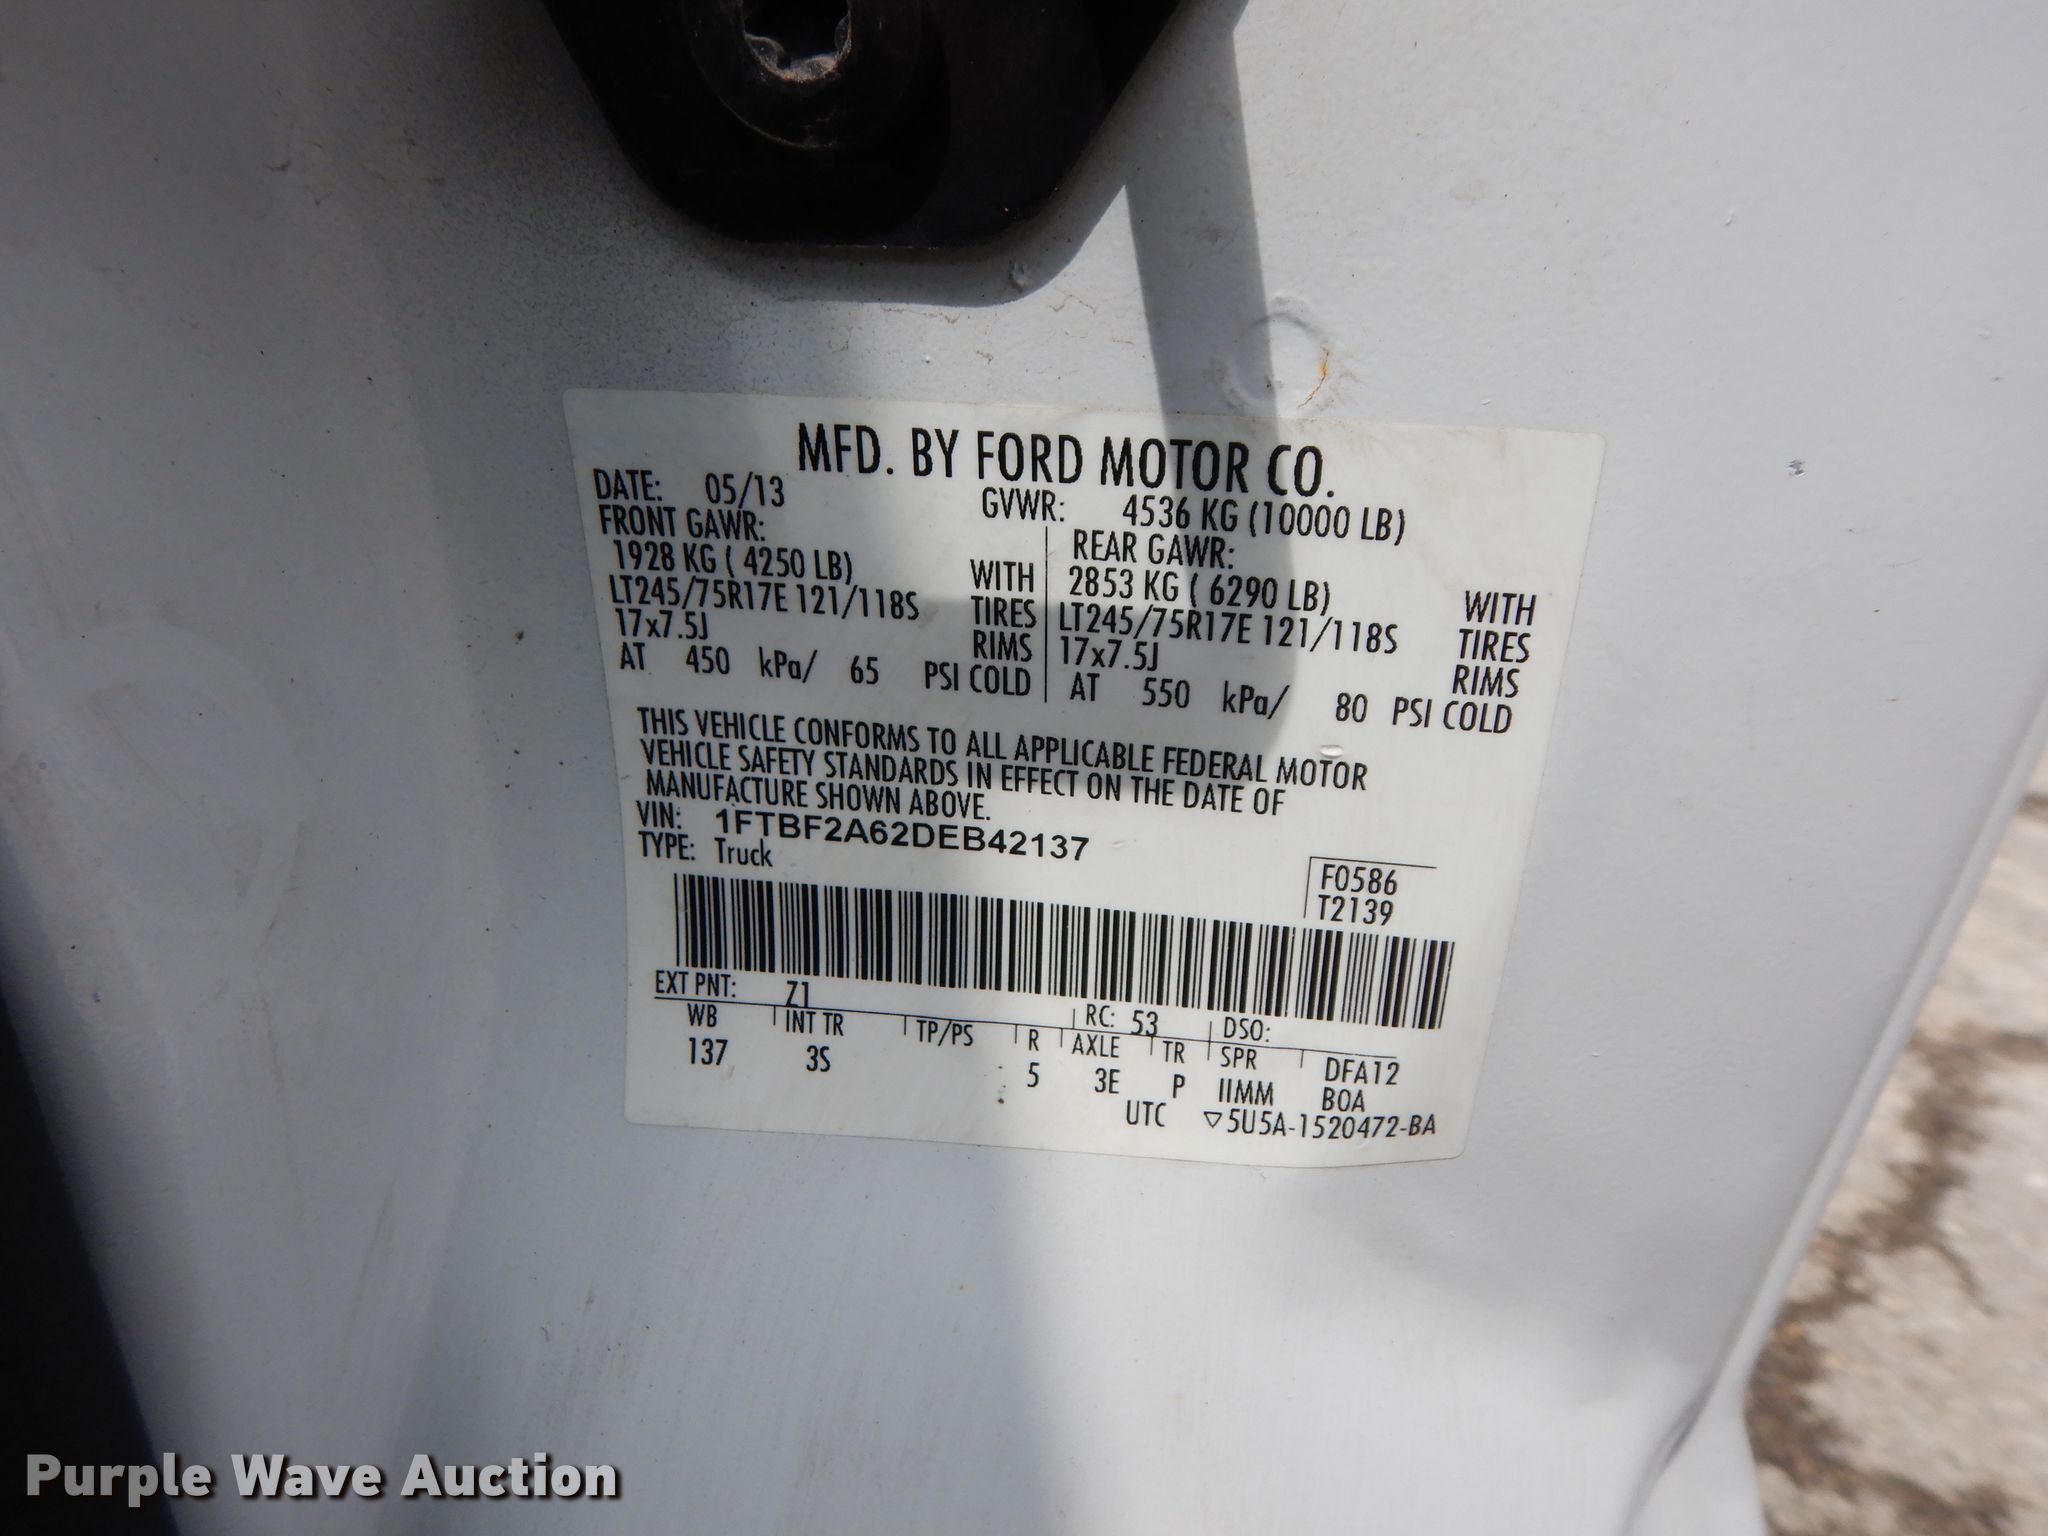 MFD. BY FORD MOTOR CO.
DATE: 05/13 GVWR: 4536 KG (10000 LB)
FRONT GAWR: REAR GAWR:
1928 KG ( 4250 LB) WITH 2853 KG ( 6290 LB) WITH
LT245/75R17E 121/118S TIRES LT245/75R17E 121/118S TIRES
17x7.5J RIMS 17x7.5J RIMS
AT 450 kPa/ 65 PSI COLD AT 550 kPa/ 80 PSI COLD
THIS VEHICLE CONFORMS TO ALL APPLICABLE FEDERAL MOTOR
VEHICLE SAFETY STANDARDS IN EFFECT ON THE DATE OF
MANUFACTURE SHOWN ABOVE.
VIN: 1FTBF2A62DEB42137
TYPE: Truck
F0586
T2139
EXT PNT: Z1 RC: 53 DSO:
WB INT TR TP/PS R AXLE TR SPR DFA12
137 3S 5 3E P IIMM BOA
UTC ▽5U5A-1520472-BA
Purple Wave Auction